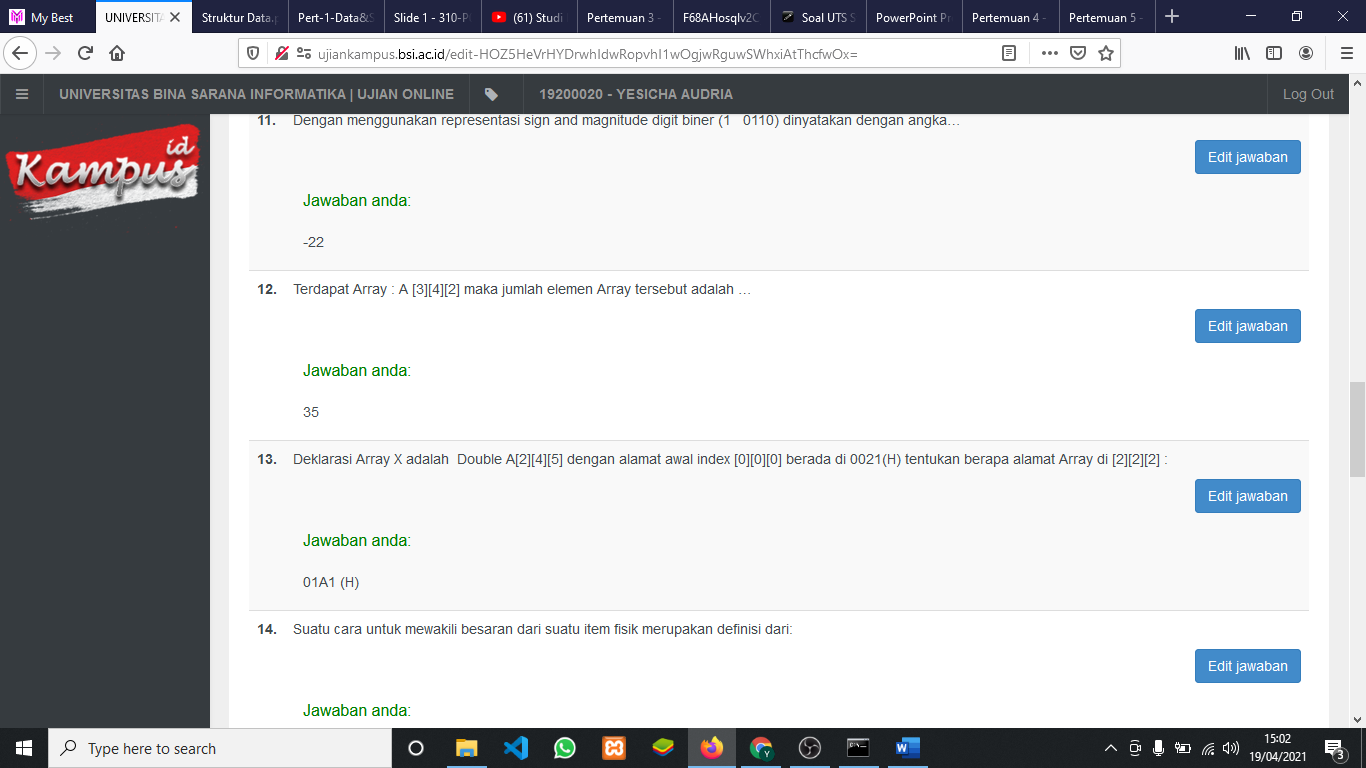 My Best
UNIVERSITA
Struktur Data.p
Pert-1-Data&S
Slide 1 - 310-P
(61) Studi
Pertemuan 3 -
F68AHosqlv2C
Soal UTS S
PowerPoint Pr
Pertemuan 4 -
Pertemuan 5 -
ujiankampus.bsi.ac.id/edit-HOZ5HeVrHYDrwhIdwRopvhI1wOgjwRguwSWhxiAtThcfwOx=
UNIVERSITAS BINA SARANA INFORMATIKA | UJIAN ONLINE
19200020 - YESICHA AUDRIA
Log Out
Kampus id
11. Dengan menggunakan representasi sign and magnitude digit biner (1 0110) dinyatakan dengan angka…
Edit jawaban
Jawaban anda:
-22
12. Terdapat Array : A [3][4][2] maka jumlah elemen Array tersebut adalah …
Edit jawaban
Jawaban anda:
35
13. Deklarasi Array X adalah Double A[2][4][5] dengan alamat awal index [0][0][0] berada di 0021(H) tentukan berapa alamat Array di [2][2][2] :
Edit jawaban
Jawaban anda:
01A1 (H)
14. Suatu cara untuk mewakili besaran dari suatu item fisik merupakan definisi dari:
Edit jawaban
Jawaban anda:
Type here to search
15:02
19/04/2021
3